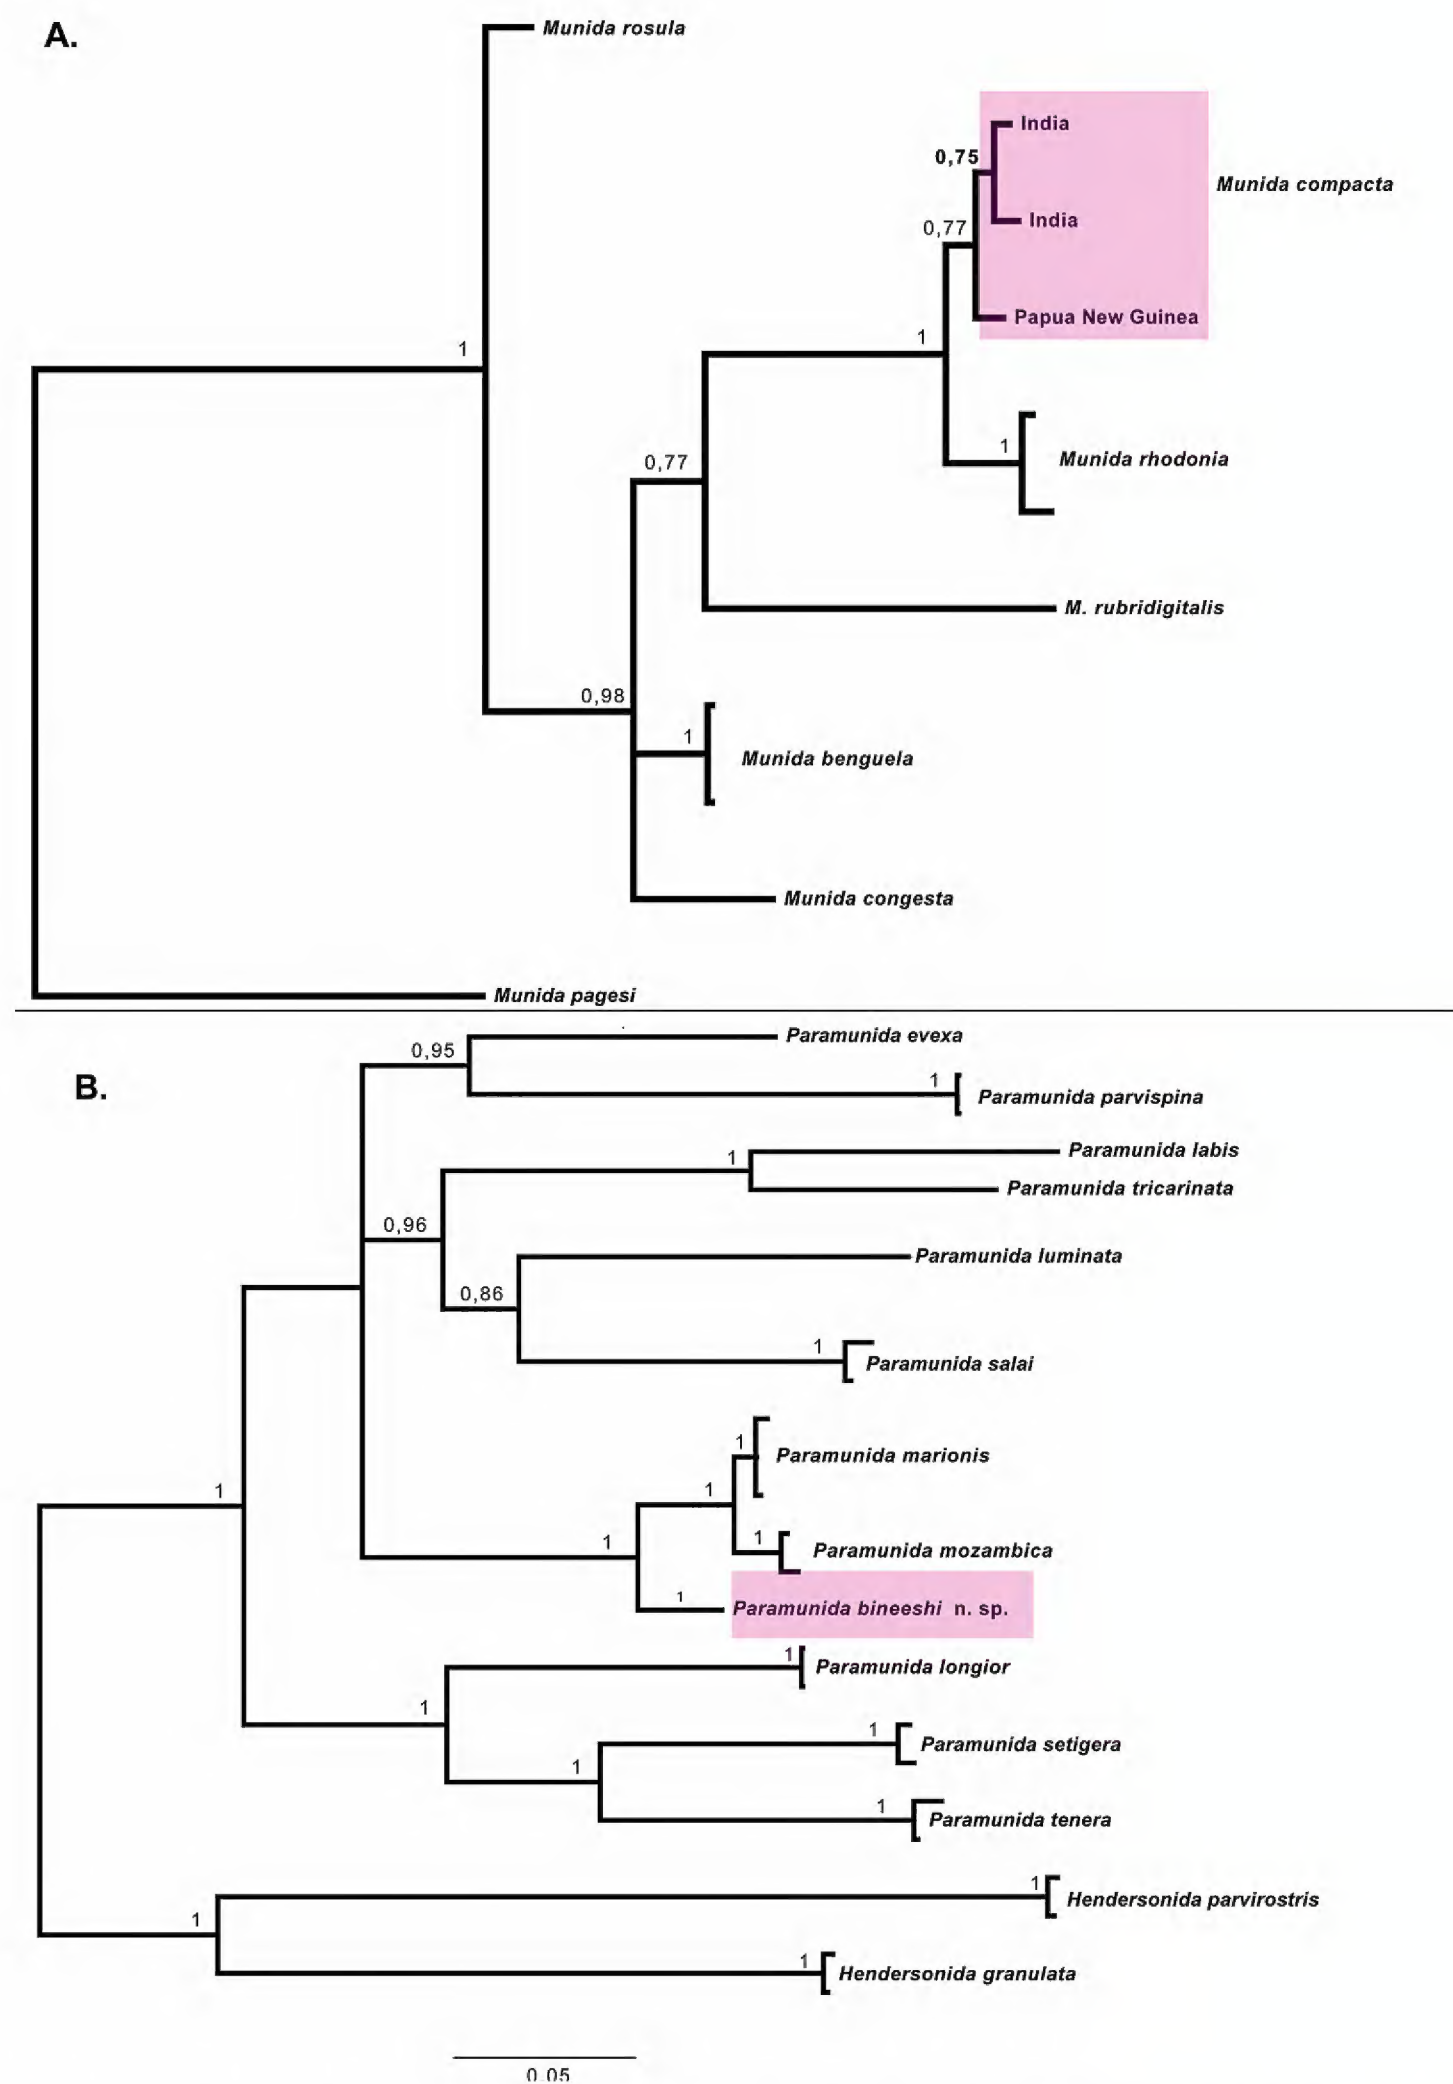 A.
Munida rosula
India
0,75
Munida compacta
India
0,77
Papua New Guinea
1
1
0,77
1
Munida rhodonia
M. rubridigitalis
0,98
1
Munida benguela
Munida congesta
Munida pagesi
B.
Paramunida evexa
0,95
1
Paramunida parvispina
Paramunida labis
1
Paramunida tricarinata
0,96
Paramunida luminata
0,86
1
Paramunida salai
1
Paramunida marionis
1
1
1
1
Paramunida mozambica
1
Paramunida bineeshi n. sp.
1
Paramunida longior
1
1
Paramunida setigera
1
1
Paramunida tenera
1
Hendersonida parvirostris
1
1
Hendersonida granulata
0.05